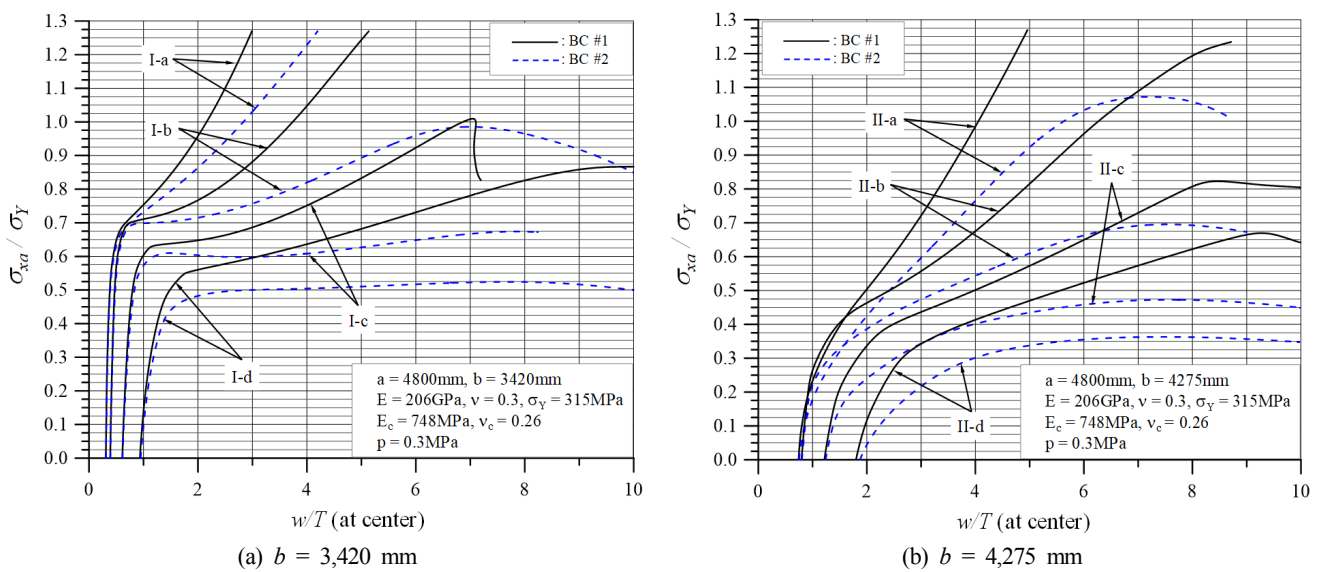 1.3
1.2
1.1
1.0
0.9
0.8
0.7
0.6
0.5
0.4
0.3
0.2
0.1
0.0
σxa / σY
0 2 4 6 8 10
w/T (at center)
: BC #1
: BC #2
I-a
I-b
I-c
I-d
a = 4800mm, b = 3420mm
E = 206GPa, ν = 0.3, σY = 315MPa
Ec = 748MPa, νc = 0.26
p = 0.3MPa
(a) b = 3,420 mm
1.3
1.2
1.1
1.0
0.9
0.8
0.7
0.6
0.5
0.4
0.3
0.2
0.1
0.0
σxa / σY
0 2 4 6 8 10
w/T (at center)
: BC #1
: BC #2
II-a
II-b
II-c
II-d
a = 4800mm, b = 4275mm
E = 206GPa, ν = 0.3, σY = 315MPa
Ec = 748MPa, νc = 0.26
p = 0.3MPa
(b) b = 4,275 mm